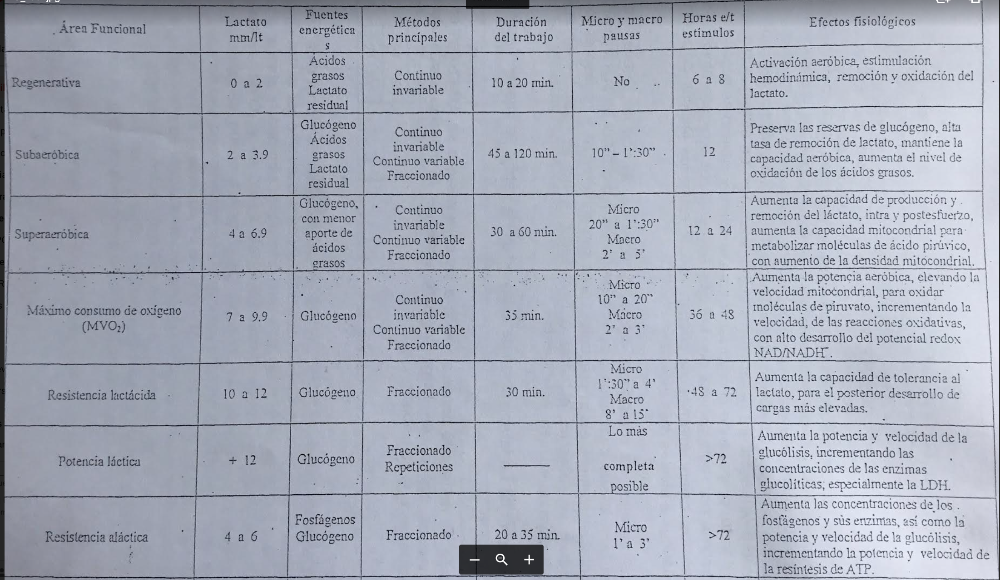 Área Funcional
Lactato
mm/lt
Fuentes
energética
s
Métodos
principales
Duración
del trabajo
Micro y macro
pausas
Horas e/t
estímulos
Efectos fisiológicos
Regenerativa
0 a 2
Ácidos
grasos
Lactato
residual
Continuo
invariable
10 a 20 min.
No
6 a 8
Activación aeróbica, estimulación
hemodinámica, remoción y oxidación del
lactato.
Subaeróbica
2 a 3.9
Glucógeno
Ácidos
grasos
Lactato
residual
Continuo
invariable
Continuo variable
Fraccionado
45 a 120 min.
10” – 1’:30”
12
Preserva las reservas de glucógeno, alta
tasa de remoción de lactato, mantiene la
capacidad aeróbica, aumenta el nivel de
oxidación de los ácidos grasos.
Superaeróbica
4 a 6.9
Glucógeno,
con menor
aporte de
ácidos
grasos
Continuo
invariable
Continuo variable
Fraccionado
30 a 60 min.
Micro
20” a 1’:30”
Macro
2’ a 5’
12 a 24
Aumenta la capacidad de producción y
remoción del láctato, intra y postesfuerzo,
aumenta la capacidad mitocondrial para
metabolizar moléculas de ácido pirúvico,
con aumento de la densidad mitocondrial.
Máximo consumo de oxígeno
(MVO₂)
7 a 9.9
Glucógeno
Continuo
invariable
Continuo variable
Fraccionado
35 min.
Micro
10” a 20”
Macro
2’ a 3’
36 a 48
Aumenta la potencia aeróbica, elevando la
velocidad mitocondrial, para oxidar
moléculas de piruvato, incrementando la
velocidad, de las reacciones oxidativas,
con alto desarrollo del potencial redox
NAD/NADH.
Resistencia lactácida
10 a 12
Glucógeno
Fraccionado
30 min.
Micro
1’:30” a 4’
Macro
8’ a 15’
48 a 72
Aumenta la capacidad de tolerancia al
lactato, para el posterior desarrollo de
cargas más elevadas.
Potencia láctica
+ 12
Glucógeno
Fraccionado
Repeticiones
Lo más
completa
posible
>72
Aumenta la potencia y velocidad de la
glucólisis, incrementando las
concentraciones de las enzimas
glucolíticas; especialmente la LDH.
Resistencia aláctica
4 a 6
Fosfágenos
Glucógeno
Fraccionado
20 a 35 min.
Micro
1’ a 3’
>72
Aumenta las concentraciones de los
fosfágenos y sus enzimas, así como la
potencia y velocidad de la glucólisis,
incrementando la potencia y velocidad de
la resíntesis de ATP.